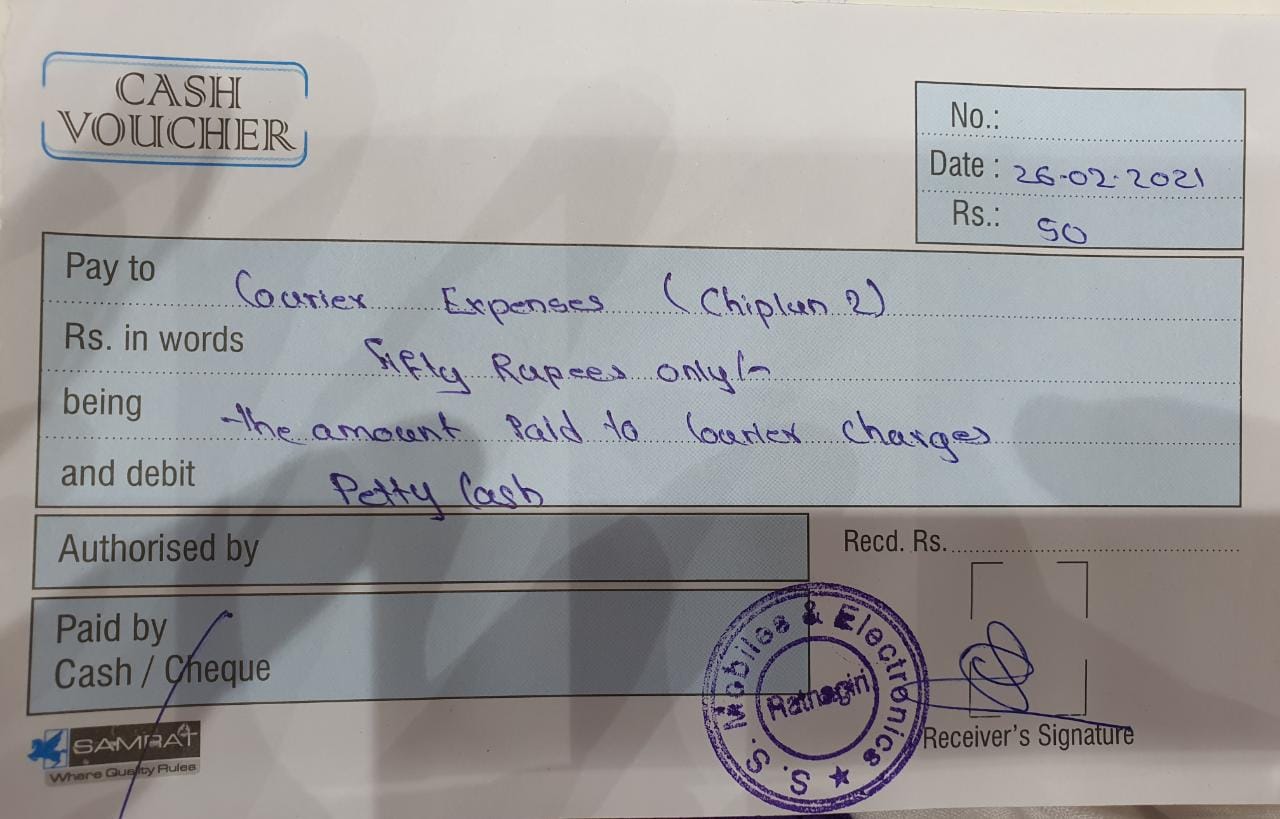 CASH
VOUCHER
No.:
Date : 26-02-2021
Rs.: 50
Pay to Courier Expenses (Chiplun 2)
Rs. in words fifty Rupees only/-
being the amount Paid to Courier charges
and debit Petty Cash
Authorised by
Recd. Rs.
Paid by
Cash / Cheque
S. S. Mobiles & Electronics ★
Ratnagiri
Receiver's Signature
SAMRAT
Where Quality Rules